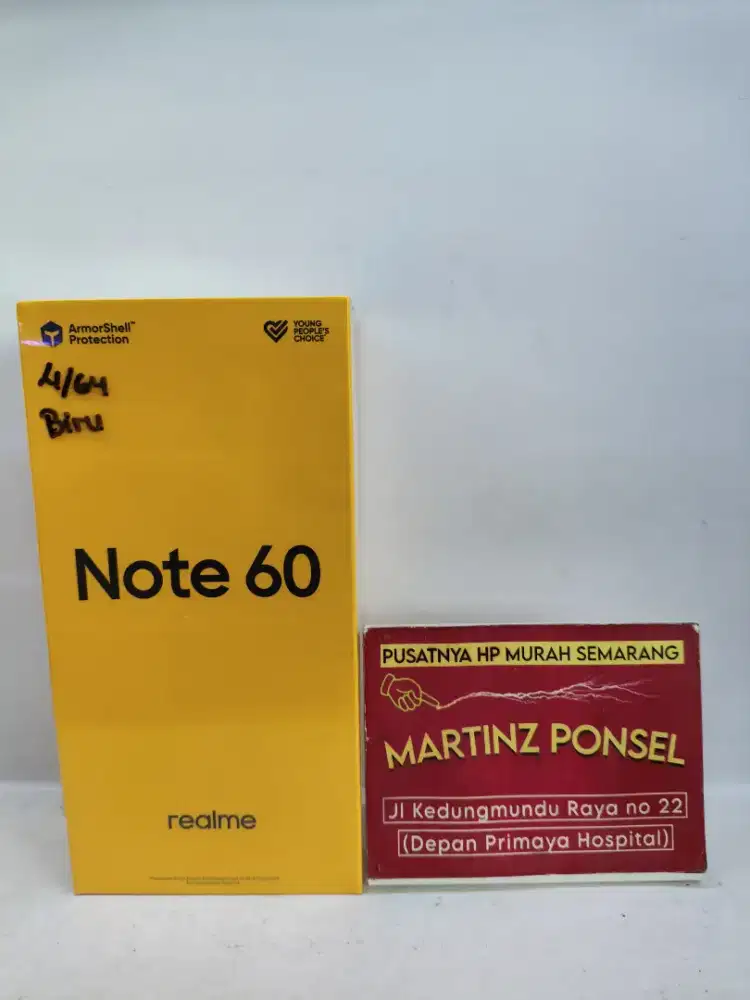 ArmorShell™
Protection
YOUNG
PEOPLE'S
CHOICE
4/64
Biru
Note 60
realme
PUSATNYA HP MURAH SEMARANG
MARTINZ PONSEL
Jl Kedungmundu Raya no 22
(Depan Primaya Hospital)